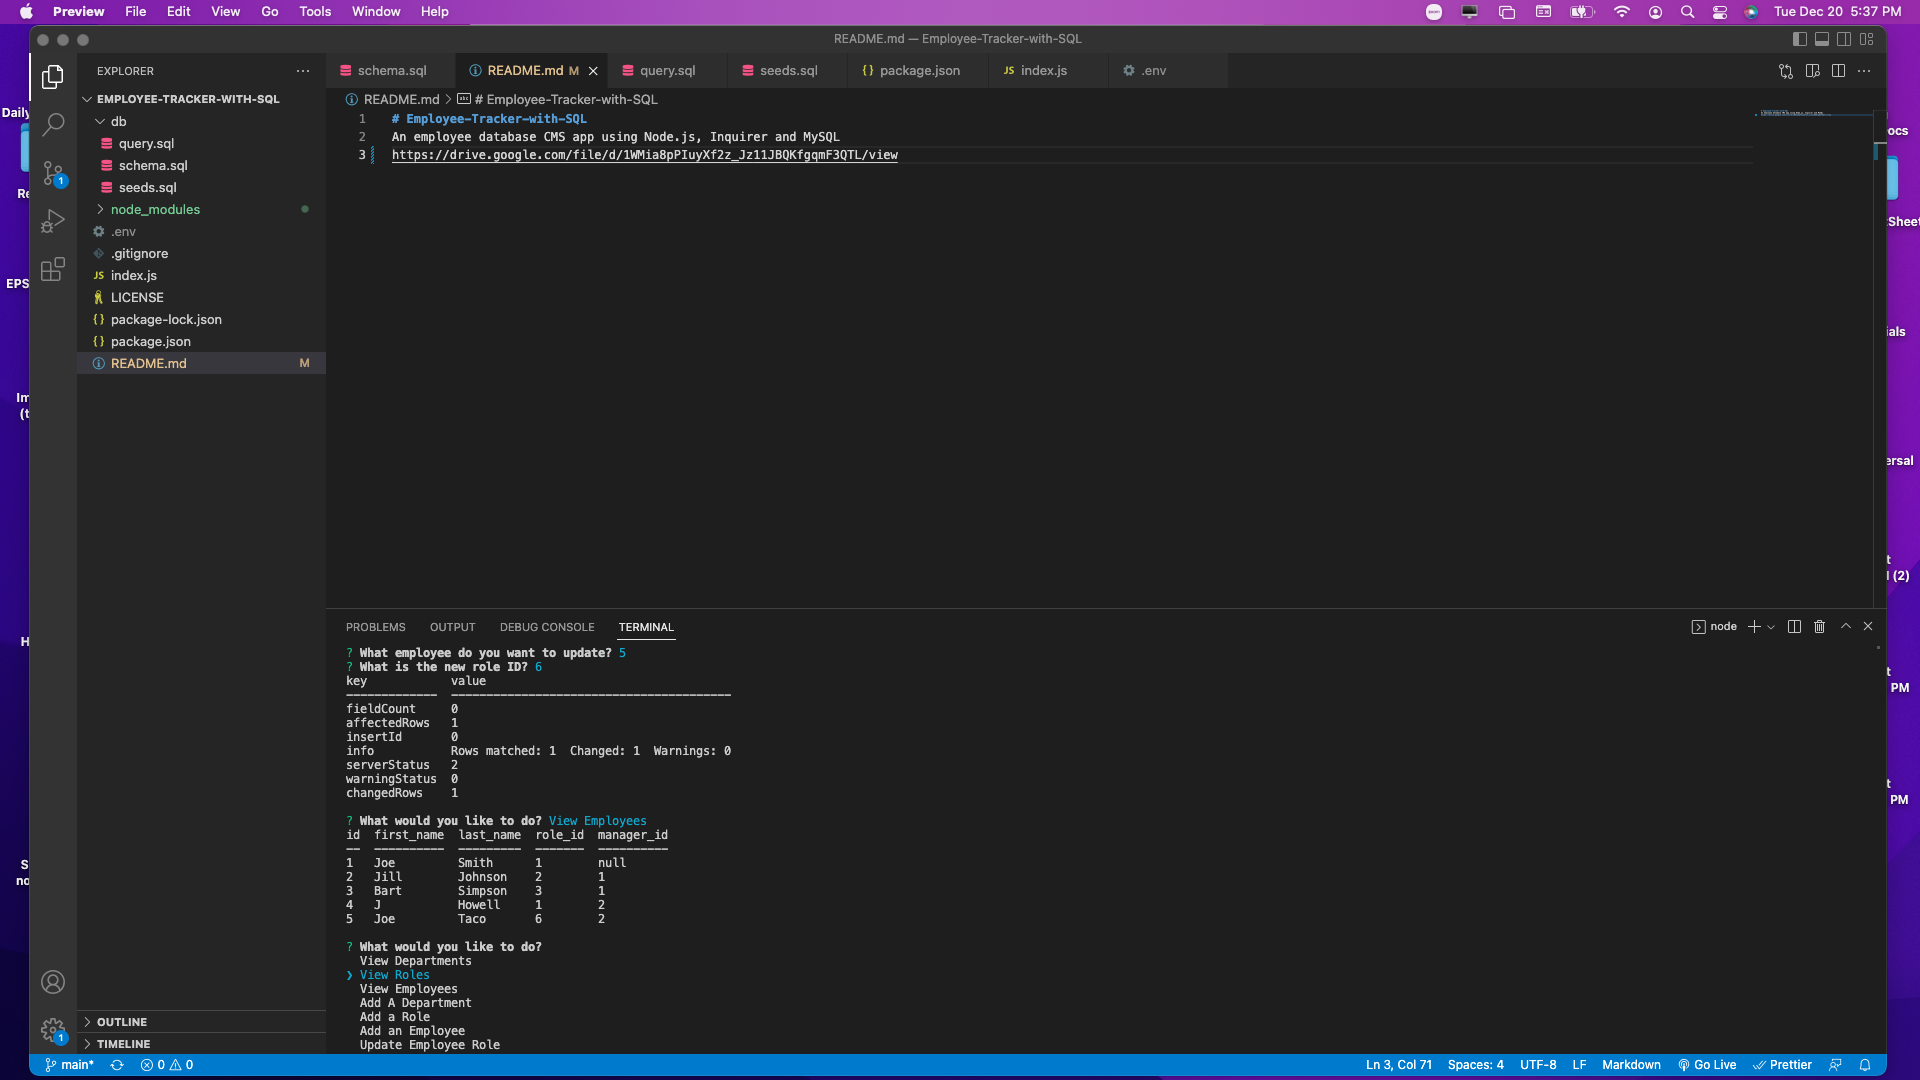 Preview File Edit View Go Tools Window Help
Tue Dec 20 5:37 PM
README.md — Employee-Tracker-with-SQL
EXPLORER
schema.sql
README.md M
query.sql
seeds.sql
{} package.json
JS index.js
.env
README.md > # Employee-Tracker-with-SQL
EMPLOYEE-TRACKER-WITH-SQL
db
query.sql
schema.sql
seeds.sql
node_modules
.env
.gitignore
JS index.js
LICENSE
{} package-lock.json
{} package.json
README.md M
1 # Employee-Tracker-with-SQL
2 An employee database CMS app using Node.js, Inquirer and MySQL
3 https://drive.google.com/file/d/1WMia8pPIuyXf2z_Jz11JBQKfgqmF3QTL/view
PROBLEMS OUTPUT DEBUG CONSOLE TERMINAL
node
? What employee do you want to update? 5
? What is the new role ID? 6
key value
------------- ----------------------------------------
fieldCount 0
affectedRows 1
insertId 0
info Rows matched: 1 Changed: 1 Warnings: 0
serverStatus 2
warningStatus 0
changedRows 1
? What would you like to do? View Employees
id first_name last_name role_id manager_id
-- ---------- --------- ------- ----------
1 Joe Smith 1 null
2 Jill Johnson 2 1
3 Bart Simpson 3 1
4 J Howell 1 2
5 Joe Taco 6 2
? What would you like to do?
View Departments
❯ View Roles
View Employees
Add A Department
Add a Role
Add an Employee
Update Employee Role
OUTLINE
TIMELINE
1
1
main* 0 0
Ln 3, Col 71 Spaces: 4 UTF-8 LF Markdown Go Live Prettier
Daily
Re
EPS
Im
(t
H
S
no
ocs
Sheet
ials
ersal
t
l (2)
t
PM
t
PM